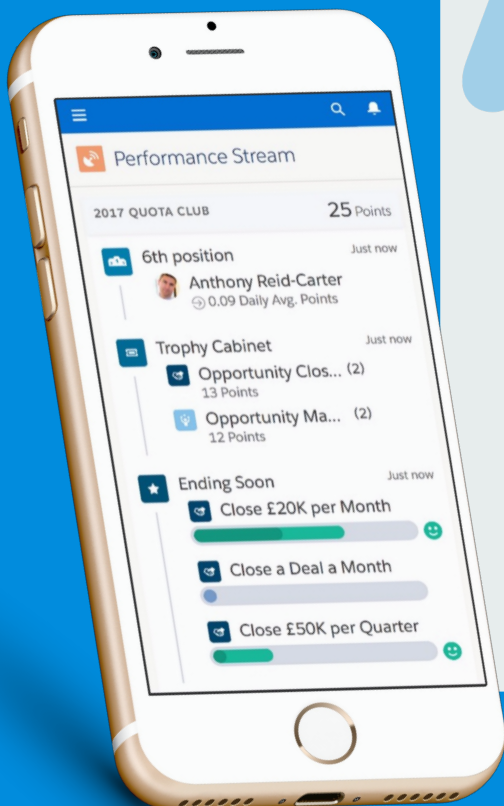 Performance Stream
2017 QUOTA CLUB
25 Points
6th position
Just now
Anthony Reid-Carter
0.09 Daily Avg. Points
Trophy Cabinet
Just now
Opportunity Clos... (2)
13 Points
Opportunity Ma... (2)
12 Points
Ending Soon
Just now
Close £20K per Month
Close a Deal a Month
Close £50K per Quarter